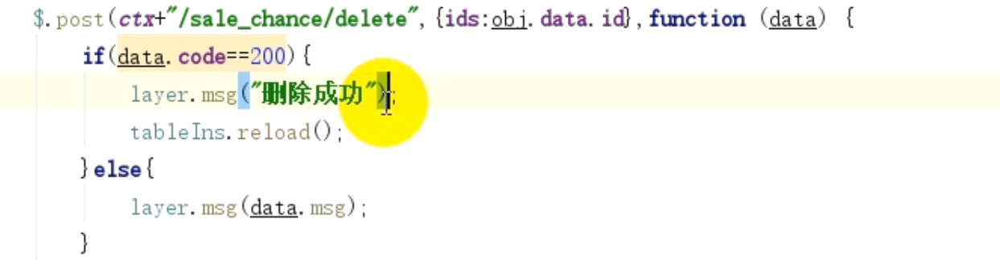 $.post(ctx+"/sale_chance/delete",{ids:obj.data.id},function (data) {
if(data.code==200){
layer.msg("删除成功");
tableIns.reload();
}else{
layer.msg(data.msg);
}